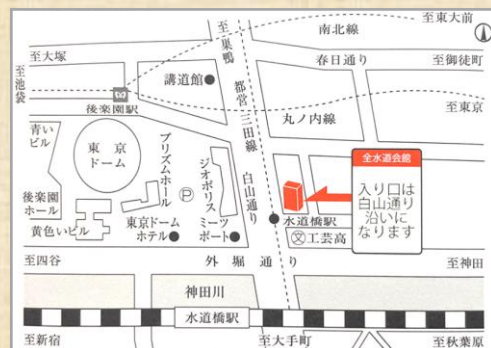 至東大前
南北線
至巣鴨
至大塚
春日通り
至御徒町
講道館
至池袋
都営三田線
後楽園駅
至東京
丸ノ内線
青いビル
東京ドーム
プリズムホール
ジオポリス
白山通り
全水道会館
入り口は
白山通り
沿いに
なります
後楽園
ホール
黄色いビル
東京ドーム
ホテル
ミーツ
ポート
水道橋駅
文工芸高
P
至四谷
外堀通り
至神田
神田川
水道橋駅
至新宿
至大手町
至秋葉原